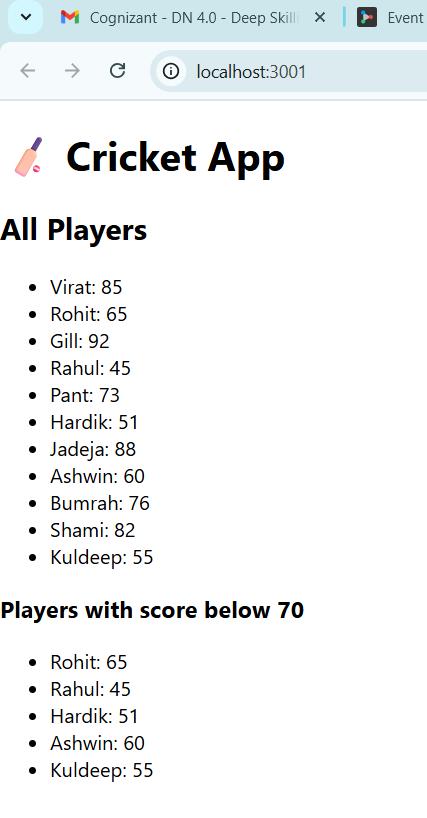 Cognizant - DN 4.0 - Deep Skilli
Event
localhost:3001
Cricket App
All Players
Virat: 85
Rohit: 65
Gill: 92
Rahul: 45
Pant: 73
Hardik: 51
Jadeja: 88
Ashwin: 60
Bumrah: 76
Shami: 82
Kuldeep: 55
Players with score below 70
Rohit: 65
Rahul: 45
Hardik: 51
Ashwin: 60
Kuldeep: 55